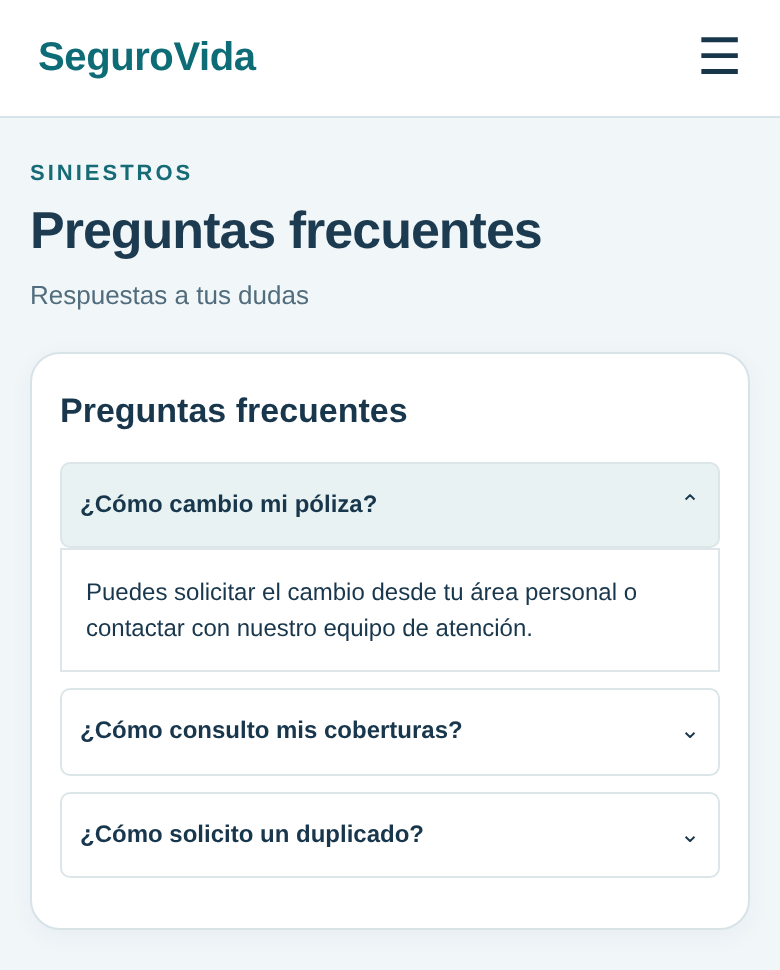 SeguroVida
SINIESTROS
Preguntas frecuentes
Respuestas a tus dudas
Preguntas frecuentes
¿Cómo cambio mi póliza?
Puedes solicitar el cambio desde tu área personal o
contactar con nuestro equipo de atención.
¿Cómo consulto mis coberturas?
¿Cómo solicito un duplicado?